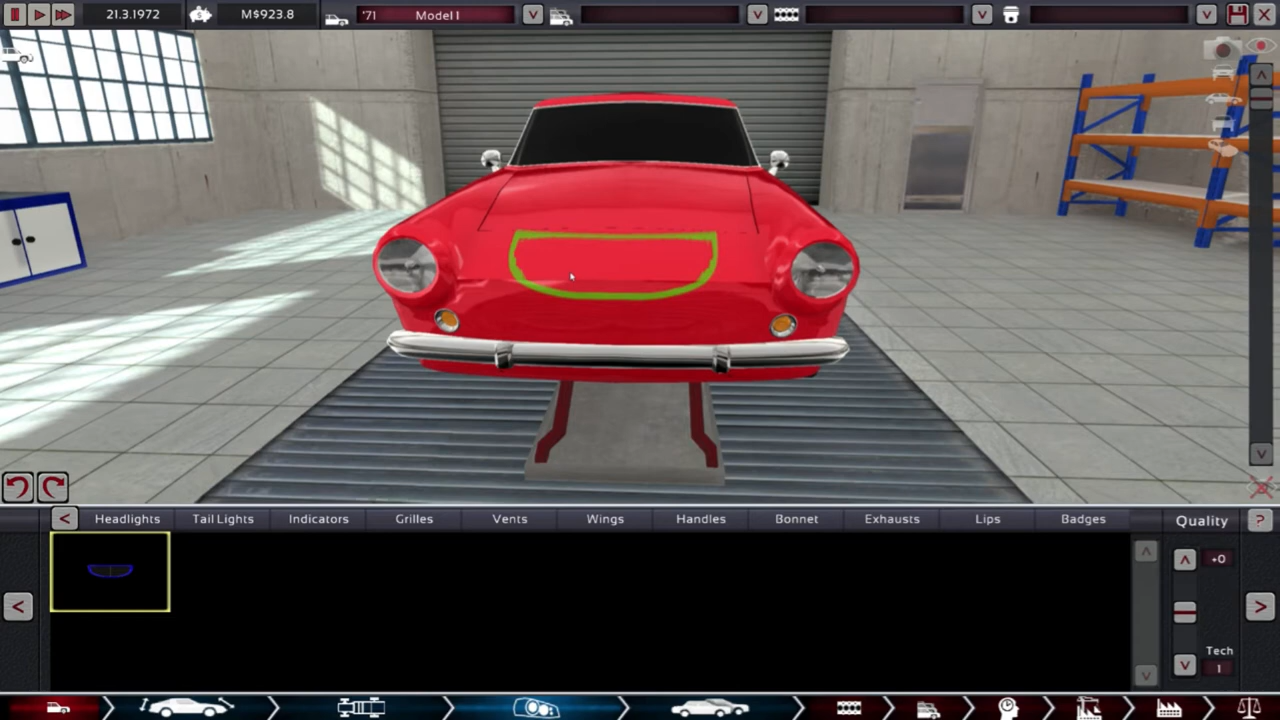 21.3.1972 M$923.8 '71 Model1
Headlights Tail Lights Indicators Grilles Vents Wings Handles Bonnet Exhausts Lips Badges Quality ?
+0
Tech
1